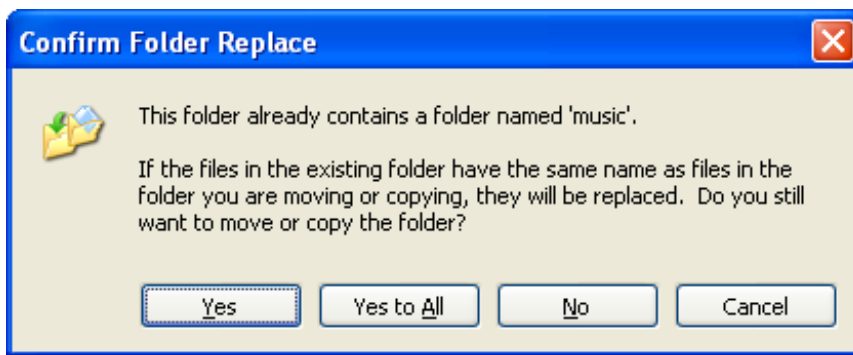 Confirm Folder Replace
This folder already contains a folder named 'music'.
If the files in the existing folder have the same name as files in the
folder you are moving or copying, they will be replaced.  Do you still
want to move or copy the folder?
Yes
Yes to All
No
Cancel